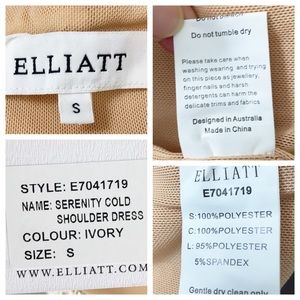 ELLIATT
S
Do not bleach
Do not tumble dry
Please take care when
washing wearing and trying
on this piece as jewellery,
finger nails and harsh
detergents can harm the
delicate trims and fabrics
Designed in Australia
Made in China
STYLE: E7041719
NAME: SERENITY COLD
SHOULDER DRESS
COLOUR: IVORY
SIZE: S
WWW.ELLIATT.COM
ELLIATT
E7041719
S:100%POLYESTER
C:100%POLYESTER
L: 95%POLYESTER
5%SPANDEX
Gentle dry clean only